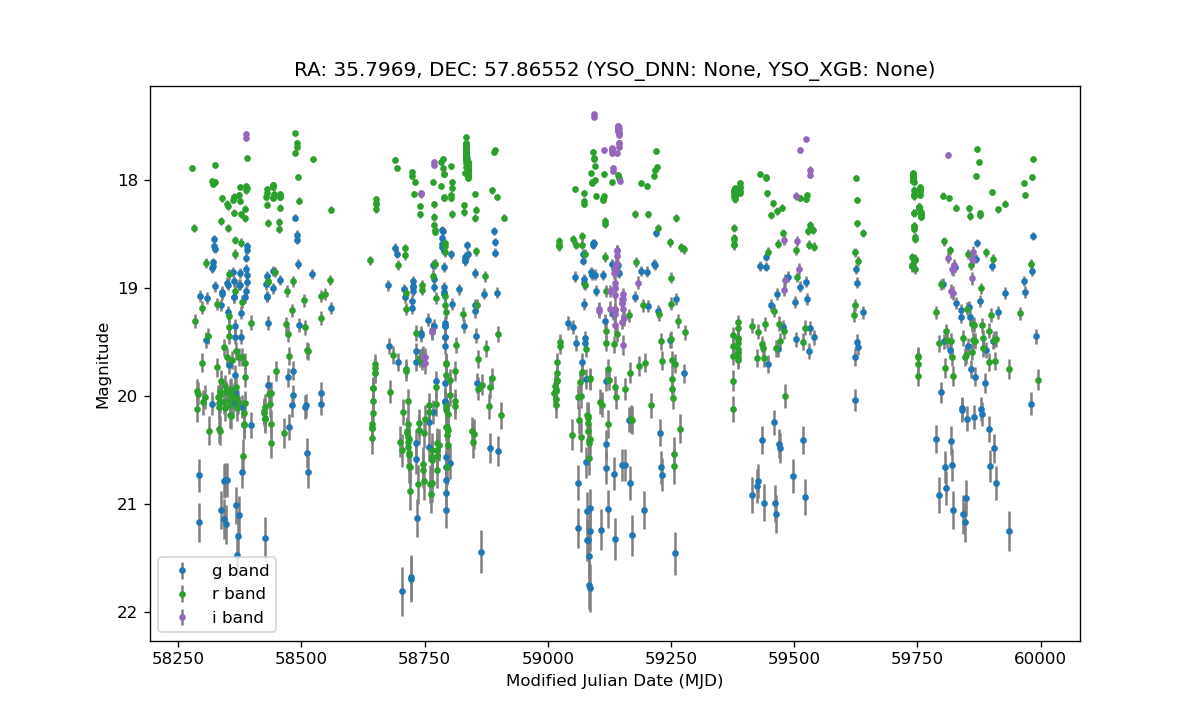 RA: 35.7969, DEC: 57.86552 (YSO_DNN: None, YSO_XGB: None)
Magnitude
18
19
20
21
22
g band
r band
i band
58250 58500 58750 59000 59250 59500 59750 60000
Modified Julian Date (MJD)